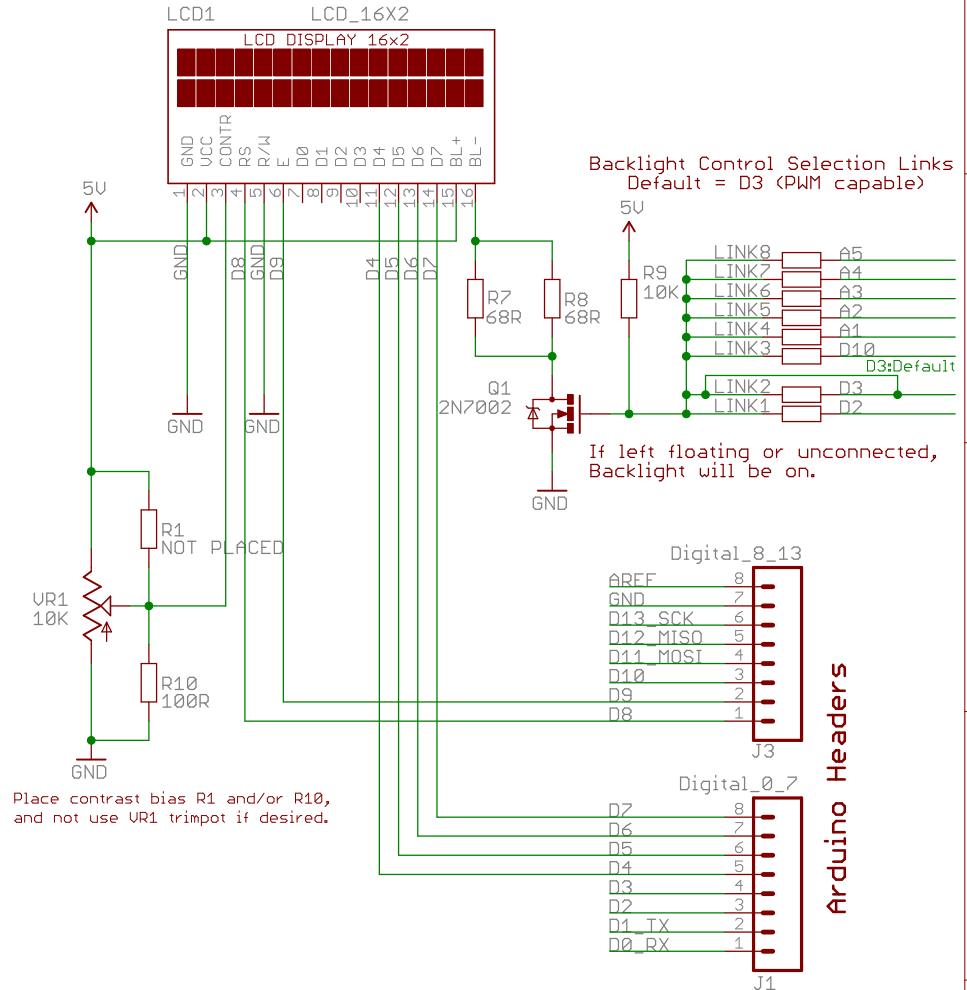 LCD1 LCD_16X2
LCD DISPLAY 16x2
GND VCC CONTR RS R/W E D0 D1 D2 D3 D4 D5 D6 D7 BL+ BL-
1 2 3 4 5 6 7 8 9 10 11 12 13 14 15 16
GND D8 GND D9 D4 D5 D6 D7
5V
GND
GND
R7
68R
R8
68R
Q1
2N7002
GND
Backlight Control Selection Links
Default = D3 (PWM capable)
5V
R9
10K
LINK8 A5
LINK7 A4
LINK6 A3
LINK5 A2
LINK4 A1
LINK3 D10
D3:Default
LINK2 D3
LINK1 D2
If left floating or unconnected,
Backlight will be on.
R1
NOT PLACED
VR1
10K
R10
100R
GND
Place contrast bias R1 and/or R10,
and not use VR1 trimpot if desired.
Digital_8_13
AREF 8
GND 7
D13_SCK 6
D12_MISO 5
D11_MOSI 4
D10 3
D9 2
D8 1
J3
Digital_0_7
D7 8
D6 7
D5 6
D4 5
D3 4
D2 3
D1_TX 2
D0_RX 1
J1
Arduino Headers